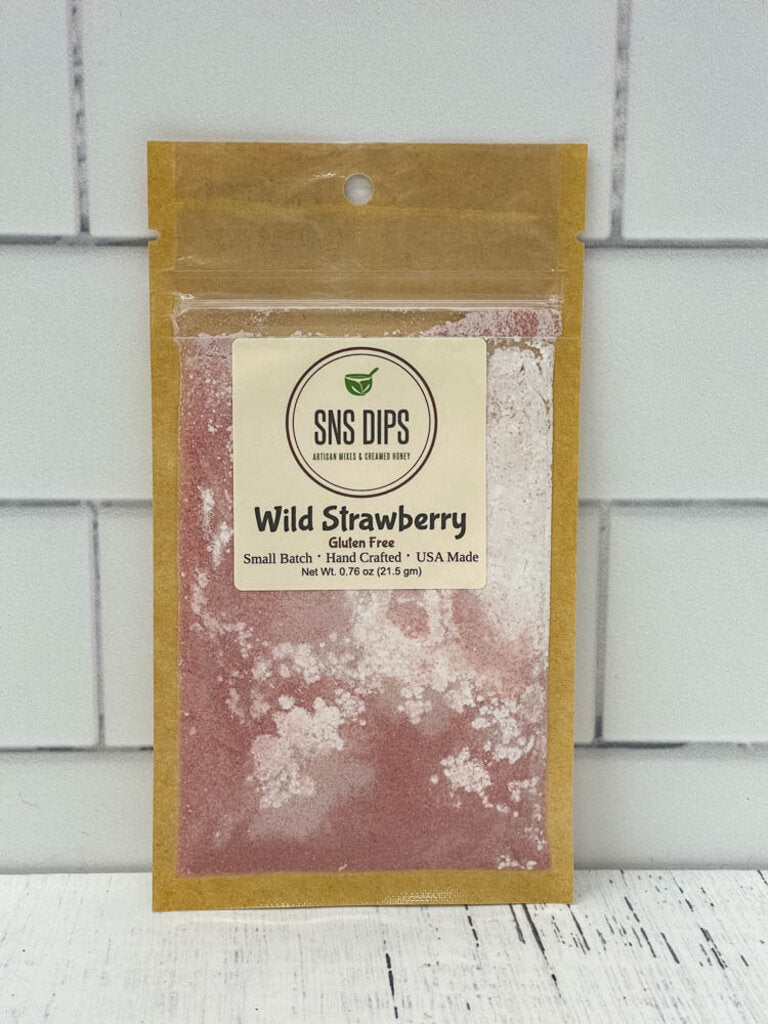 SNS DIPS
ARTISAN MIXES & CREAMED HONEY
Wild Strawberry
Gluten Free
Small Batch · Hand Crafted · USA Made
Net Wt. 0.76 oz (21.5 gm)